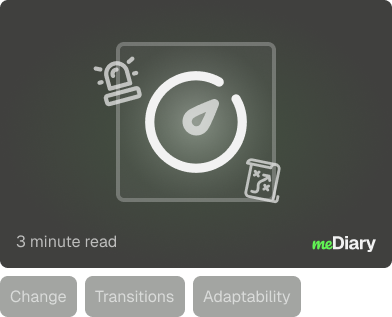 3 minute read
meDiary
Change
Transitions
Adaptability